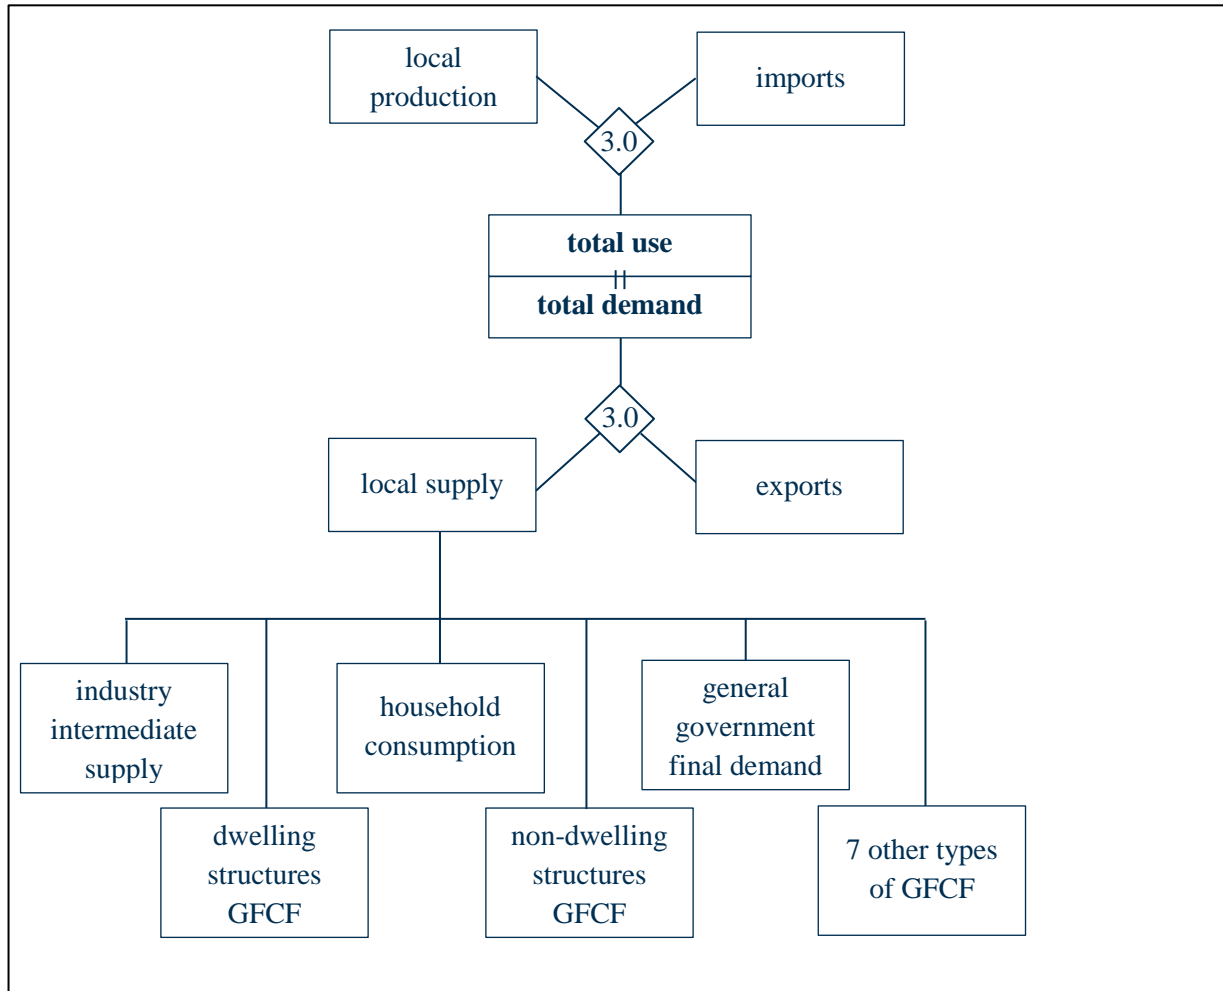 local
production
imports
3.0
total use
total demand
3.0
local supply
exports
industry
intermediate
supply
household
consumption
general
government
final demand
dwelling
structures
GFCF
non-dwelling
structures
GFCF
7 other types
of GFCF